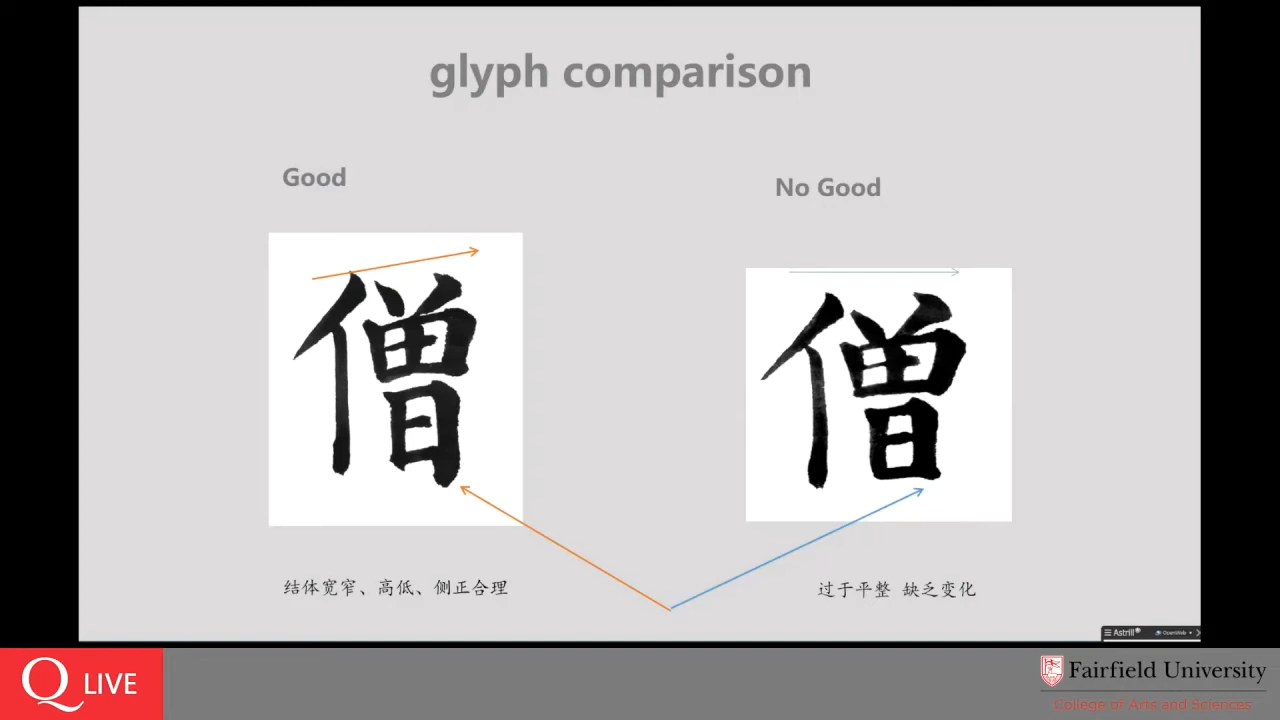 glyph comparison
Good
No Good
僧
僧
结体宽窄、高低、侧正合理
过于平整 缺乏变化
Astrill
OpenWeb
Q LIVE
Fairfield University
College of Arts and Sciences